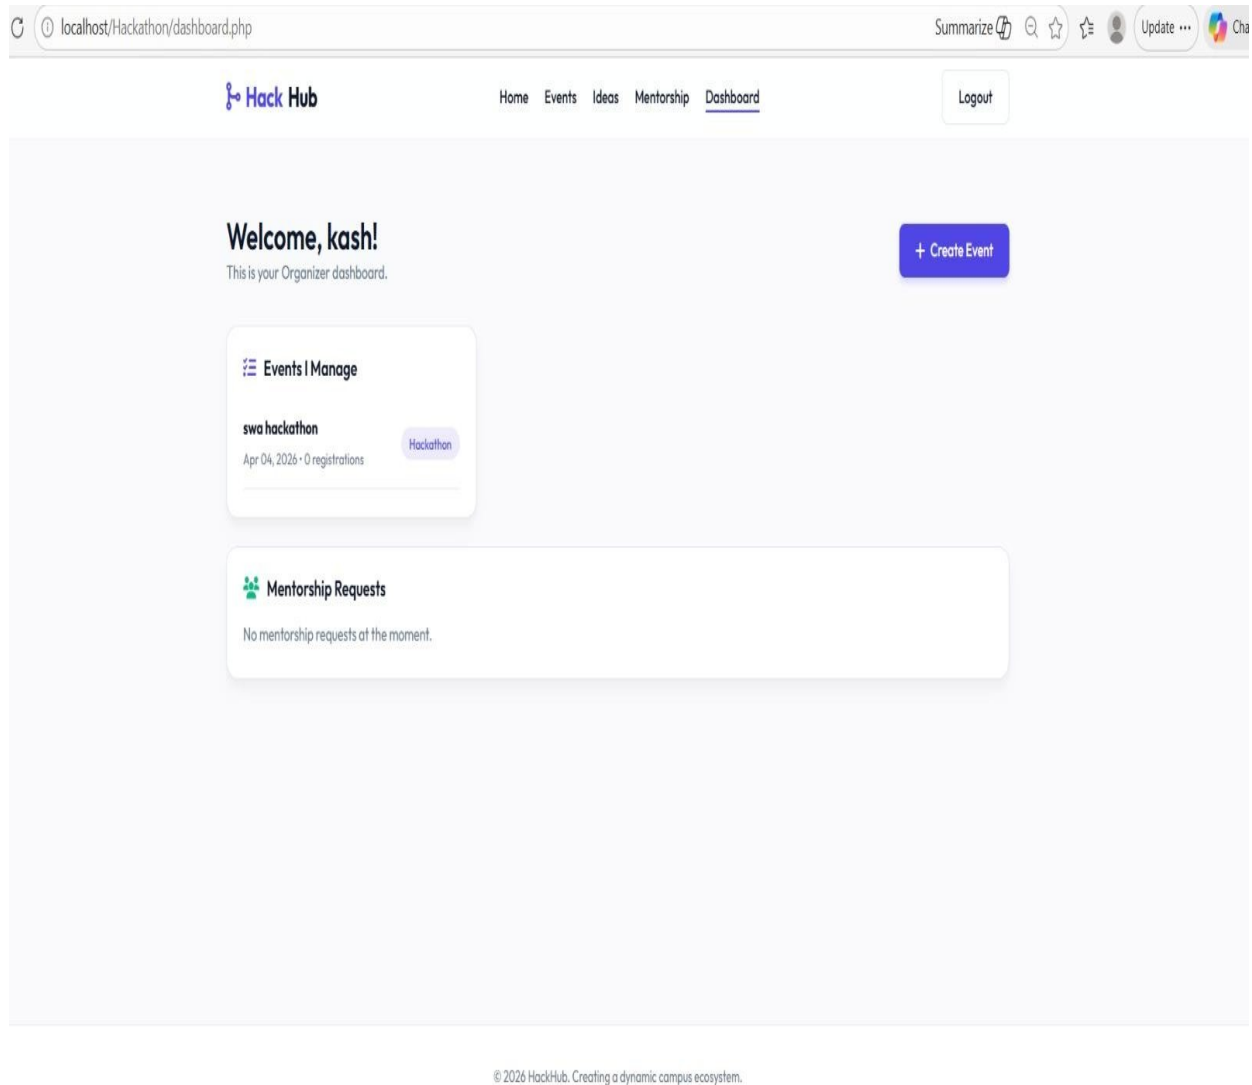 localhost/Hackathon/dashboard.php Summarize Update Cha
Hack Hub Home Events Ideas Mentorship Dashboard Logout
Welcome, kash!
This is your Organizer dashboard.
+ Create Event
Events I Manage
swa hackathon
Apr 04, 2026 • 0 registrations
Hackathon
Mentorship Requests
No mentorship requests at the moment.
© 2026 HackHub. Creating a dynamic campus ecosystem.